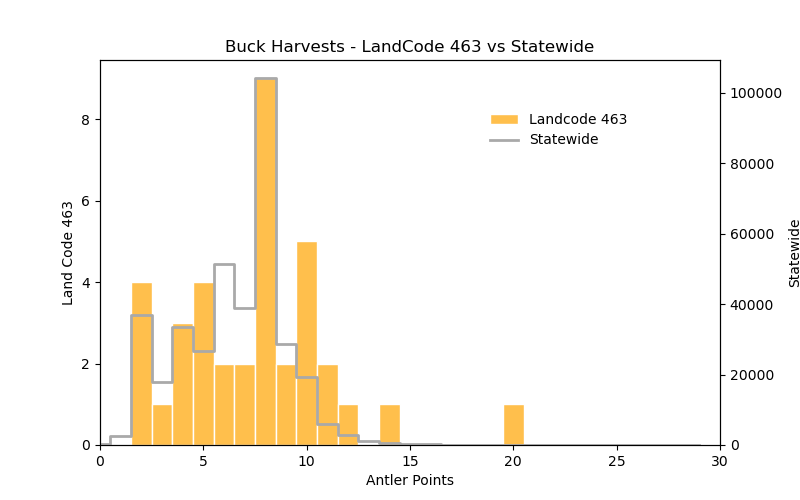 Buck Harvests - LandCode 463 vs Statewide
Landcode 463
Statewide
Land Code 463
8
6
4
2
0
100000
80000
60000
40000
20000
0
Statewide
0 5 10 15 20 25 30
Antler Points